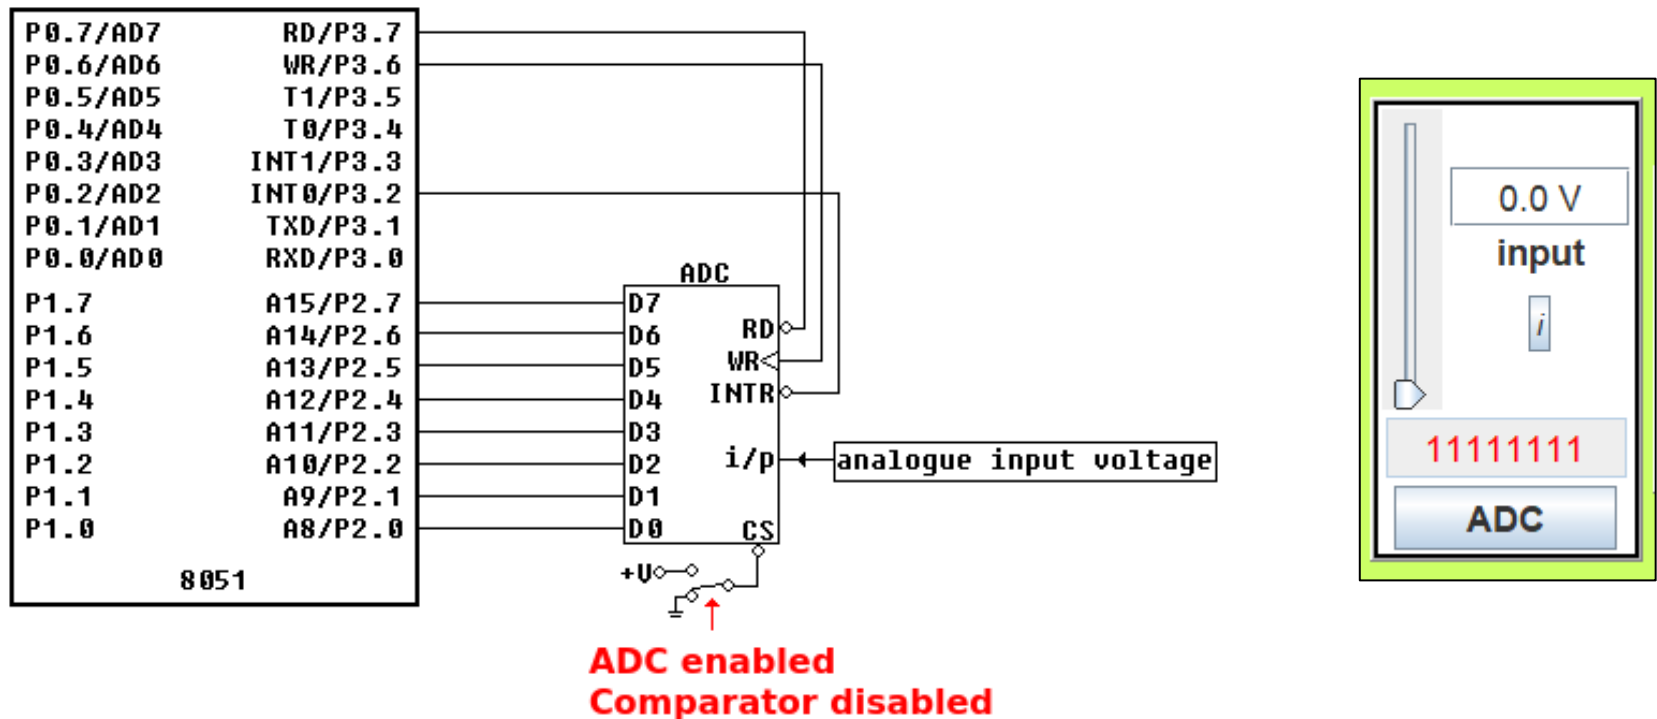 P0.7/AD7 RD/P3.7
P0.6/AD6 WR/P3.6
P0.5/AD5 T1/P3.5
P0.4/AD4 T0/P3.4
P0.3/AD3 INT1/P3.3
P0.2/AD2 INT0/P3.2
P0.1/AD1 TXD/P3.1
P0.0/AD0 RXD/P3.0
P1.7 A15/P2.7
P1.6 A14/P2.6
P1.5 A13/P2.5
P1.4 A12/P2.4
P1.3 A11/P2.3
P1.2 A10/P2.2
P1.1 A9/P2.1
P1.0 A8/P2.0
8051
ADC
D7
RD
D6
WR
D5
INTR
D4
D3
i/p
D2
D1
D0
CS
analogue input voltage
+V
ADC enabled
Comparator disabled
0.0 V
input
i
11111111
ADC